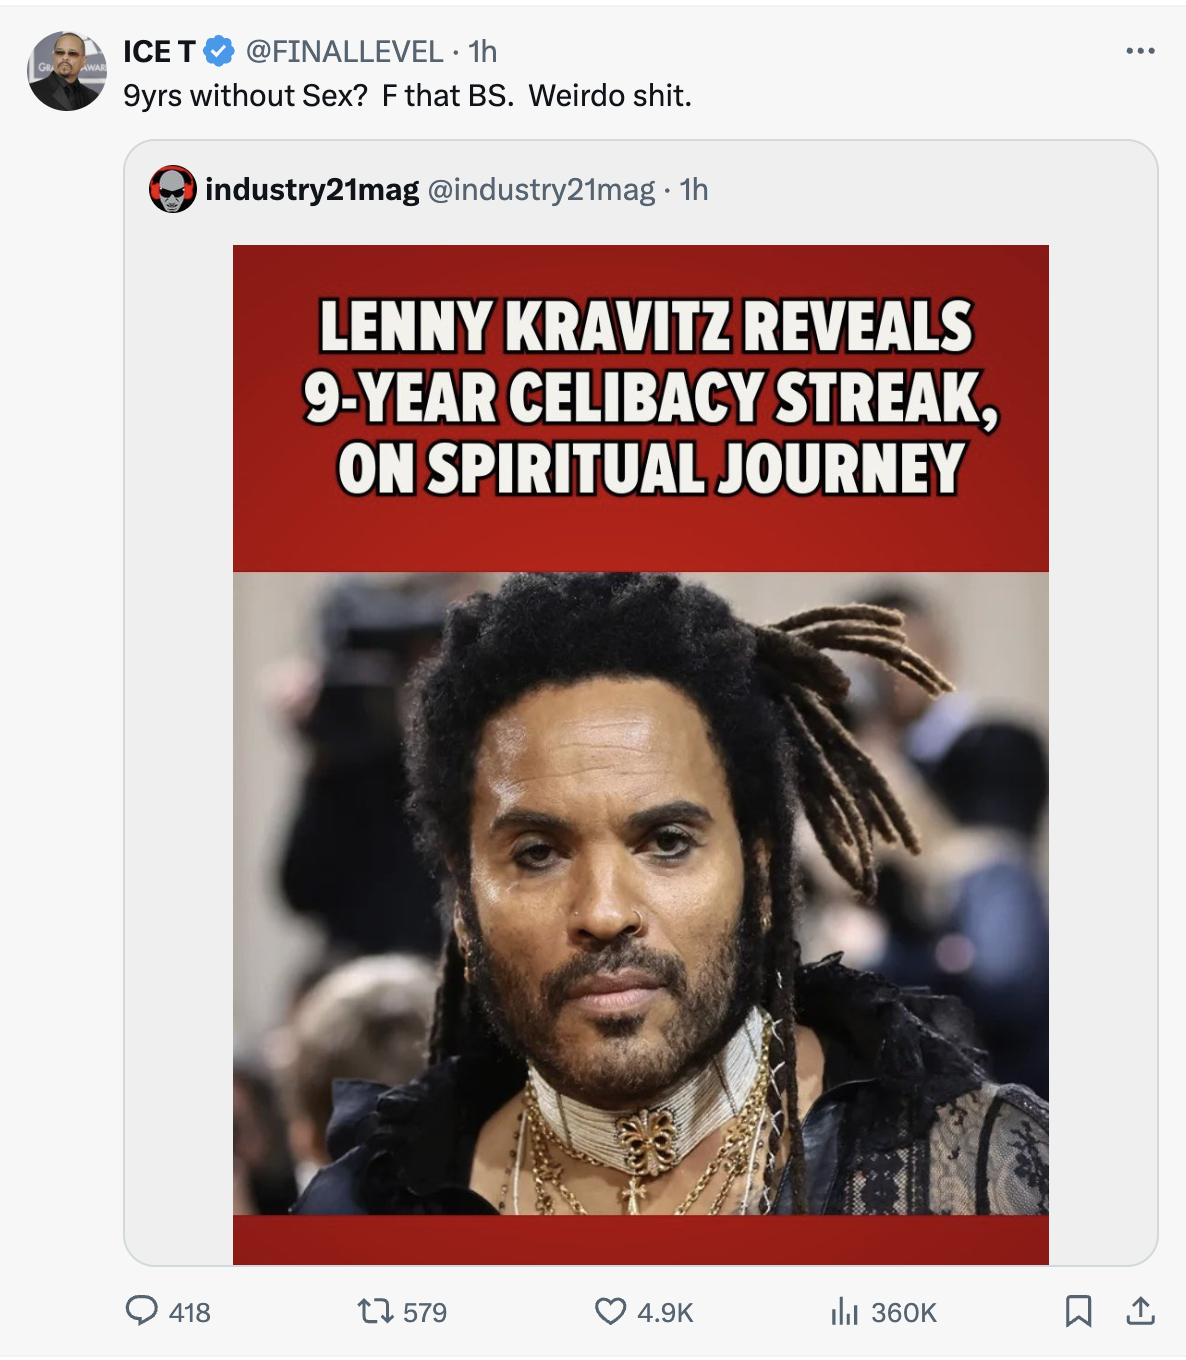 ICE T @FINALLEVEL · 1h
9yrs without Sex? F that BS. Weirdo shit.
industry21mag @industry21mag · 1h
LENNY KRAVITZ REVEALS
9-YEAR CELIBACY STREAK,
ON SPIRITUAL JOURNEY
418 579 4.9K 360K